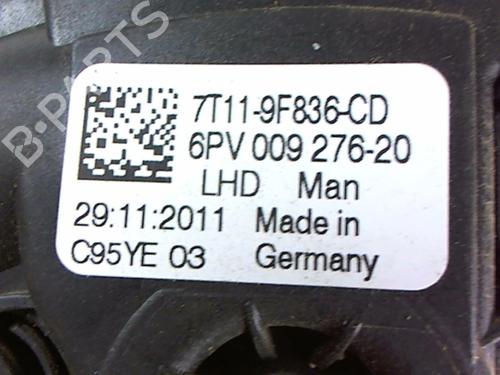 B-PARTS
7T11-9F836-CD
6PV 009 276-20
LHD Man
29:11:2011 Made in
C95YE 03 Germany